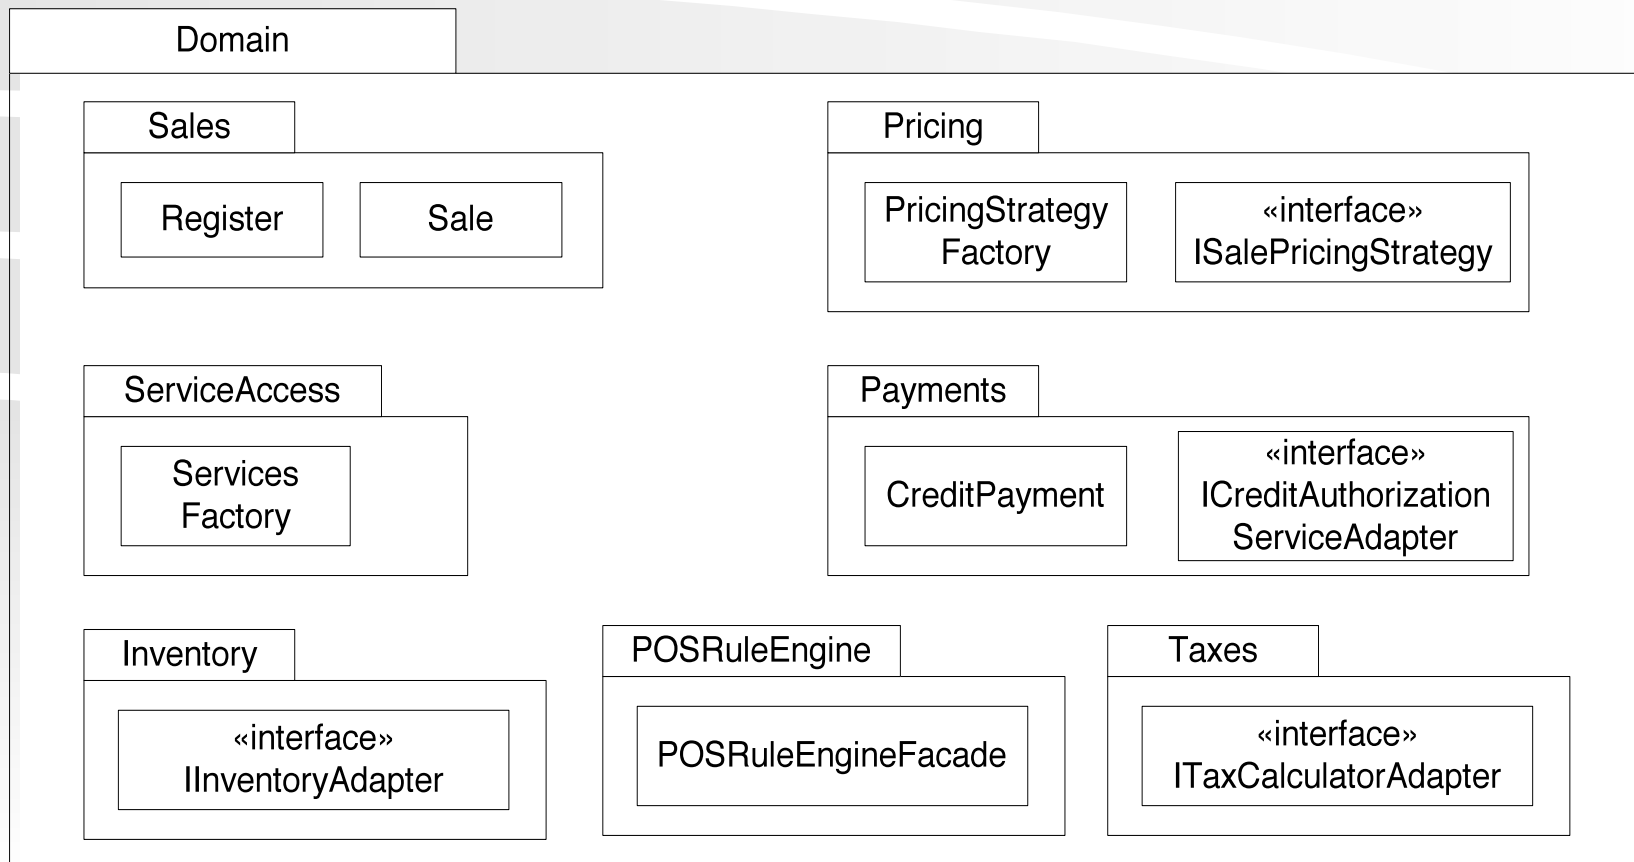 Domain
Sales
Register
Sale
Pricing
PricingStrategy
Factory
«interface»
ISalePricingStrategy
ServiceAccess
Services
Factory
Payments
CreditPayment
«interface»
ICreditAuthorization
ServiceAdapter
Inventory
«interface»
IInventoryAdapter
POSRuleEngine
POSRuleEngineFacade
Taxes
«interface»
ITaxCalculatorAdapter